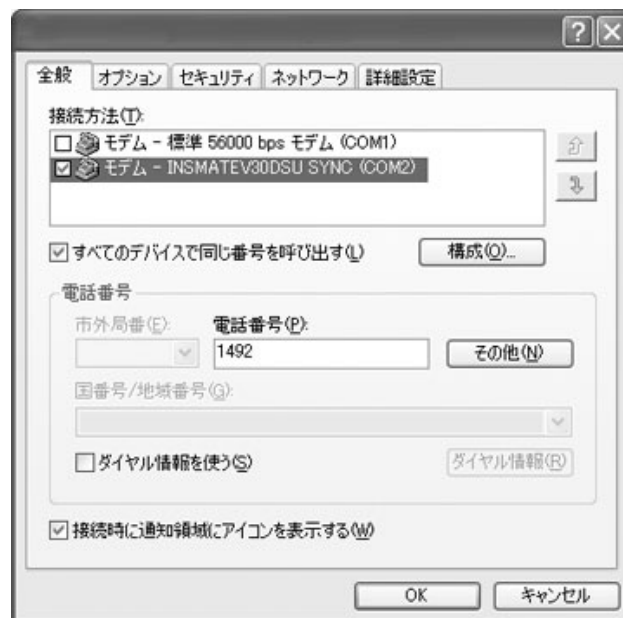 全般 オプション セキュリティ ネットワーク 詳細設定
接続方法(T):
モデム - 標準 56000 bps モデム (COM1)
モデム - INSMATEV30DSU SYNC (COM2)
すべてのデバイスで同じ番号を呼び出す(L) 構成(O)...
電話番号
市外局番(E): 電話番号(P):
1492 その他(N)
国番号/地域番号(G):
ダイヤル情報を使う(S) ダイヤル情報(R)
接続時に通知領域にアイコンを表示する(W)
OK キャンセル